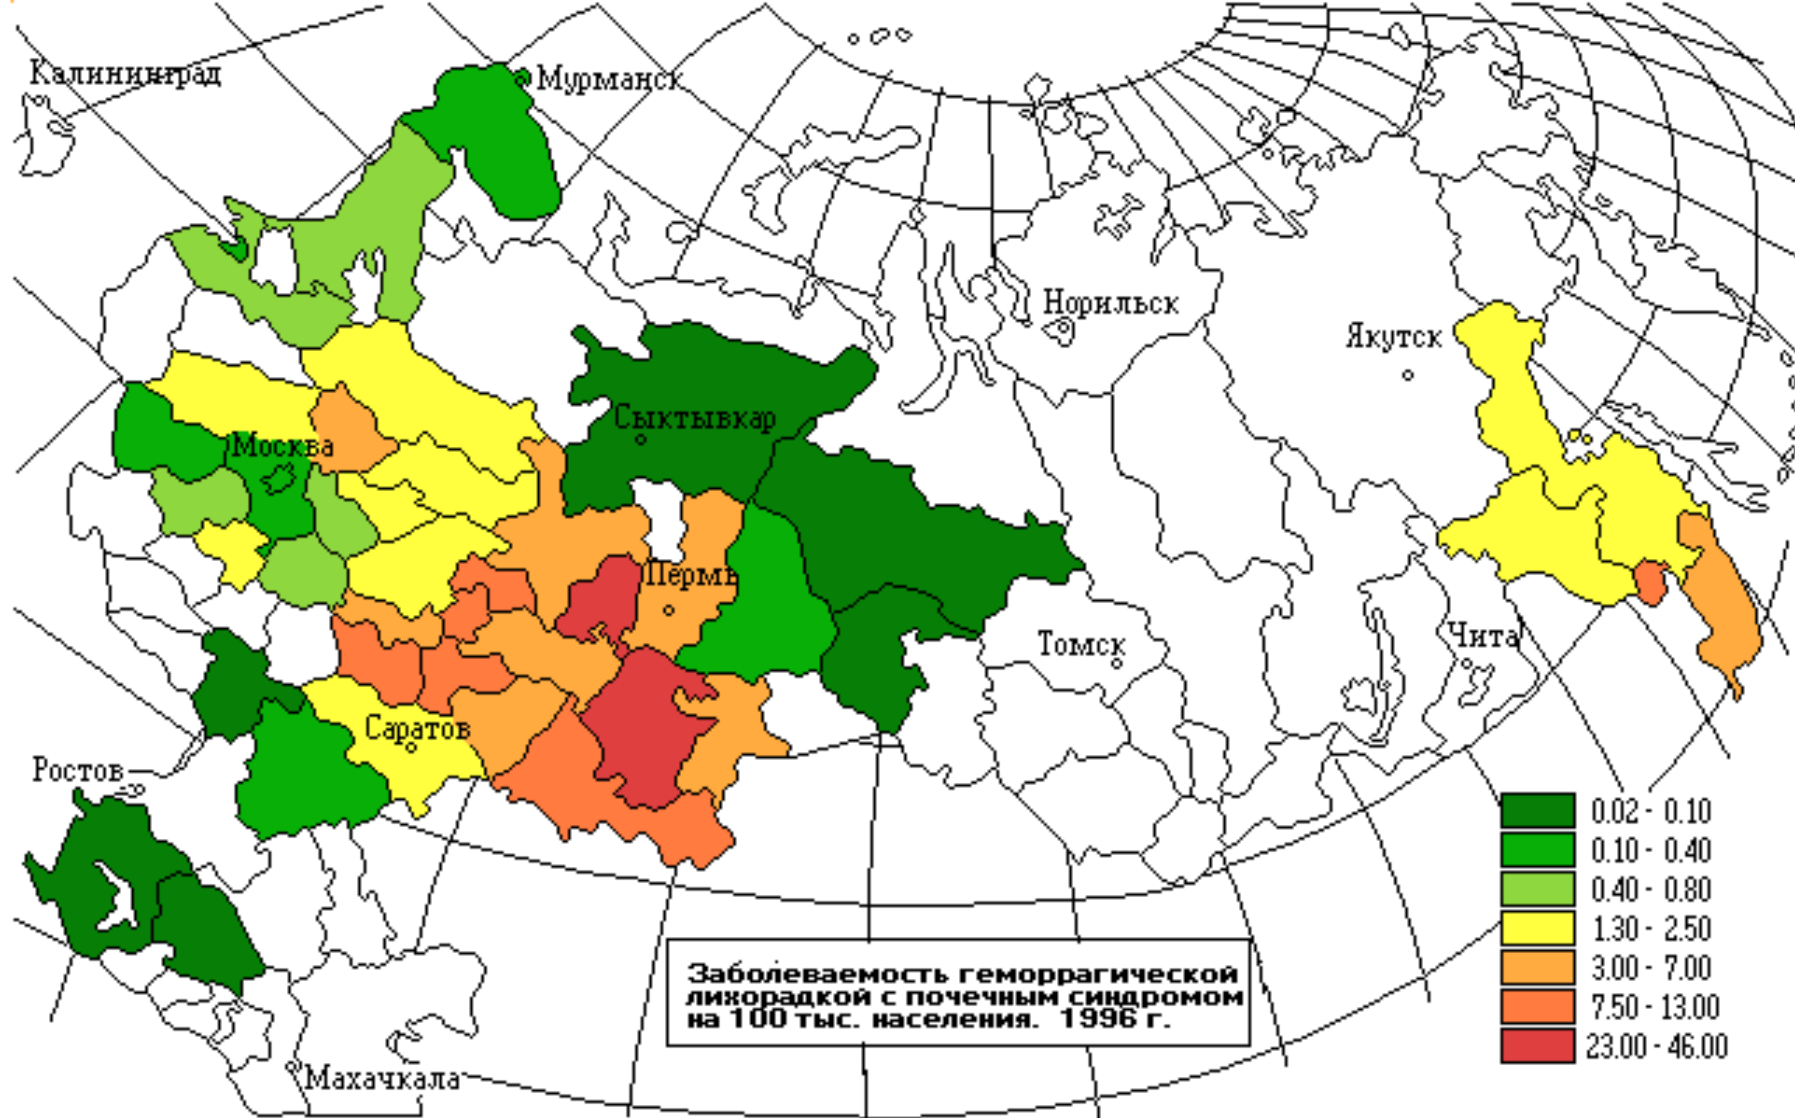 Калининград
Мурманск
Норильск
Якутск
Сыктывкар
Москва
Пермь
Томск
Чита
Саратов
Ростов
Махачкала
0.02 - 0.10
0.10 - 0.40
0.40 - 0.80
1.30 - 2.50
3.00 - 7.00
7.50 - 13.00
23.00 - 46.00
Заболеваемость геморрагической
лихорадкой с почечным синдромом
на 100 тыс. населения. 1996 г.